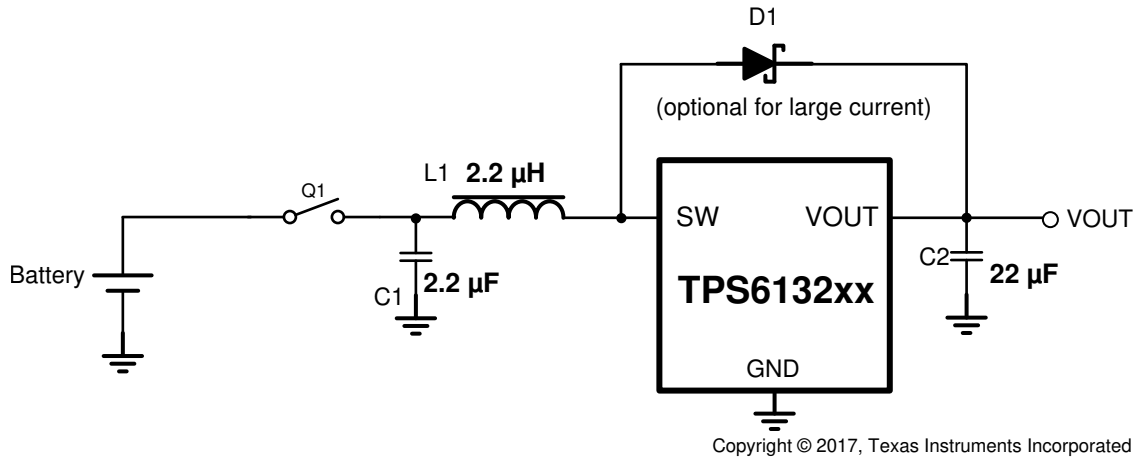 D1
(optional for large current)
L1 2.2 µH
Q1
SW
VOUT
VOUT
Battery
2.2 µF
C1
TPS6132xx
C2
22 µF
GND
Copyright © 2017, Texas Instruments Incorporated